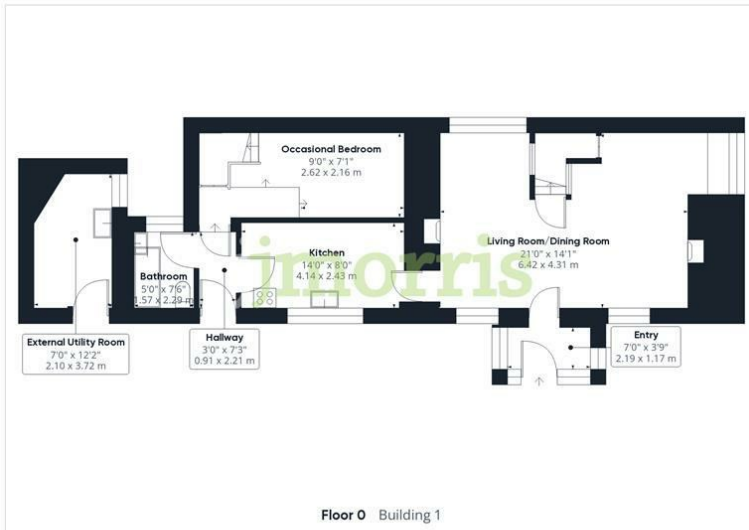 Occasional Bedroom
9'0" x 7'1"
2.62 x 2.16 m
Kitchen
14'0" x 8'0"
4.14 x 2.43 m
Living Room/Dining Room
21'0" x 14'1"
6.42 x 4.31 m
imorris
Bathroom
5'0" x 7'6"
1.57 x 2.29 m
External Utility Room
7'0" x 12'2"
2.10 x 3.72 m
Hallway
3'0" x 7'3"
0.91 x 2.21 m
Entry
7'0" x 3'9"
2.19 x 1.17 m
Floor 0 Building 1